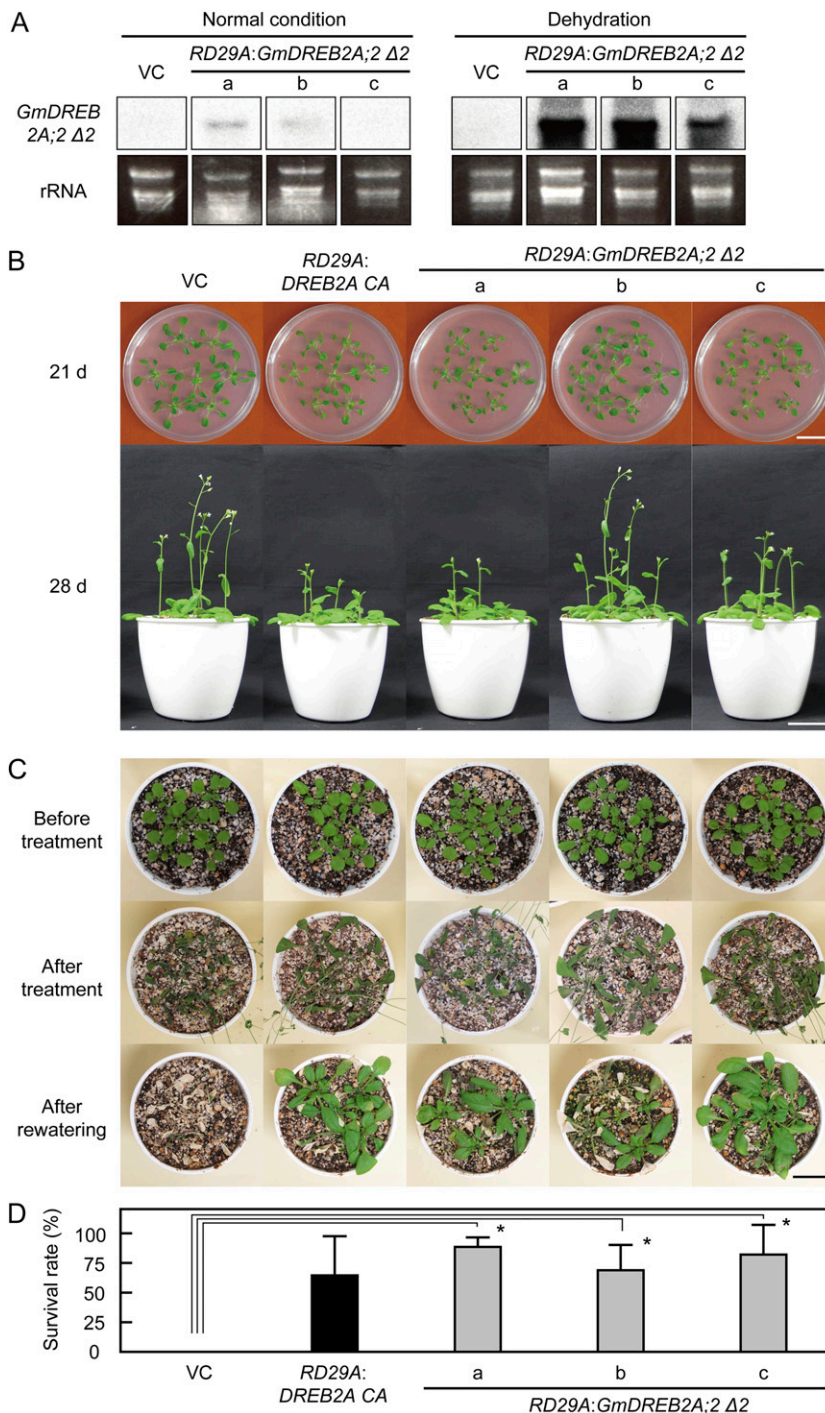 A
Normal condition
Dehydration
VC
RD29A:GmDREB2A;2 Δ2
a
b
c
VC
RD29A:GmDREB2A;2 Δ2
a
b
c
GmDREB
2A;2 Δ2
rRNA
B
VC
RD29A:
DREB2A CA
RD29A:GmDREB2A;2 Δ2
a
b
c
21 d
28 d
C
Before
treatment
After
treatment
After
rewatering
D
Survival rate (%)
100
75
50
25
0
*
*
*
VC
RD29A:
DREB2A CA
a
b
c
RD29A:GmDREB2A;2 Δ2